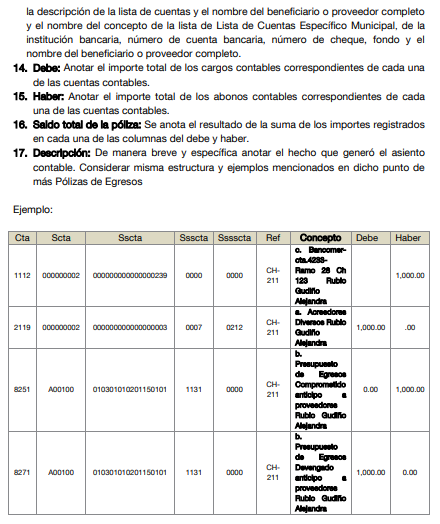 la descripción de la lista de cuentas y el nombre del beneficiario o proveedor completo
y el nombre del concepto de la lista de Lista de Cuentas Específico Municipal, de la
institución bancaria, número de cuenta bancaria, número de cheque, fondo y el
nombre del beneficiario o proveedor completo.
14. Debe: Anotar el importe total de los cargos contables correspondientes de cada una
de las cuentas contables.
15. Haber: Anotar el importe total de los abonos contables correspondientes de cada
una de las cuentas contables.
16. Saldo total de la póliza: Se anota el resultado de la suma de los importes registrados
en cada una de las columnas del debe y haber.
17. Descripción: De manera breve y específica anotar el hecho que generó el asiento
contable. Considerar misma estructura y ejemplos mencionados en dicho punto de
más Pólizas de Egresos
Ejemplo:
Cta Scta Sscta Ssscta Sssscta Ref Concepto Debe Haber
c. Bancomer-
cta.4233-
1112 000000002 000000000000000239 0000 0000 CH-211 Ramo 28 Ch 1,000.00
123 Rubio
Gudiño
Alejandra
a. Acreedores
2119 000000002 000000000000000003 0007 0212 CH-211 Diversos Rubio 1,000.00 .00
Gudiño
Alejandra
b.
Presupuesto
de Egresos
8251 A00100 010301010201150101 1131 0000 CH-211 Comprometido 0.00 1,000.00
anticipo a
proveedores
Rubio Gudiño
Alejandra
b.
Presupuesto
de Egresos
8271 A00100 010301010201150101 1131 0000 CH-211 Devengado 1,000.00 0.00
anticipo a
proveedores
Rubio Gudiño
Alejandra